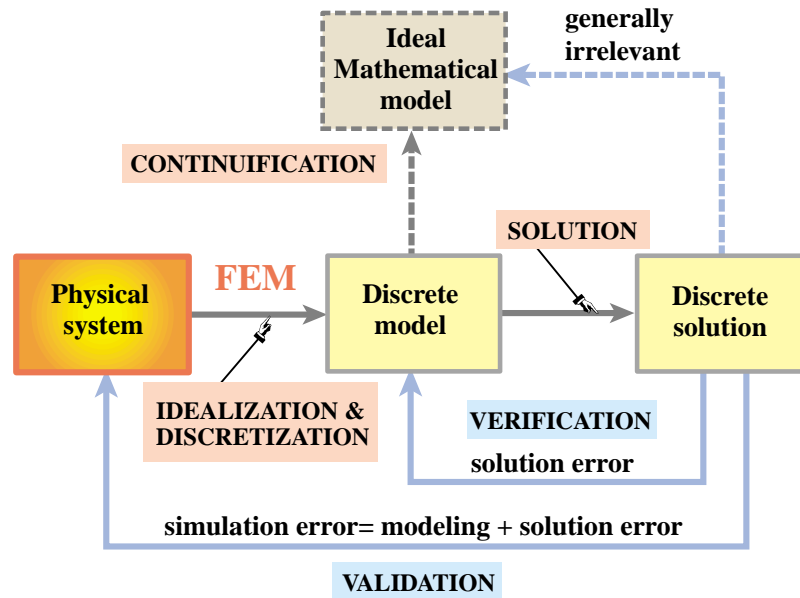 generally
irrelevant
Ideal
Mathematical
model
CONTINUIFICATION
SOLUTION
FEM
Physical
system
Discrete
model
Discrete
solution
IDEALIZATION &
DISCRETIZATION
VERIFICATION
solution error
simulation error= modeling + solution error
VALIDATION